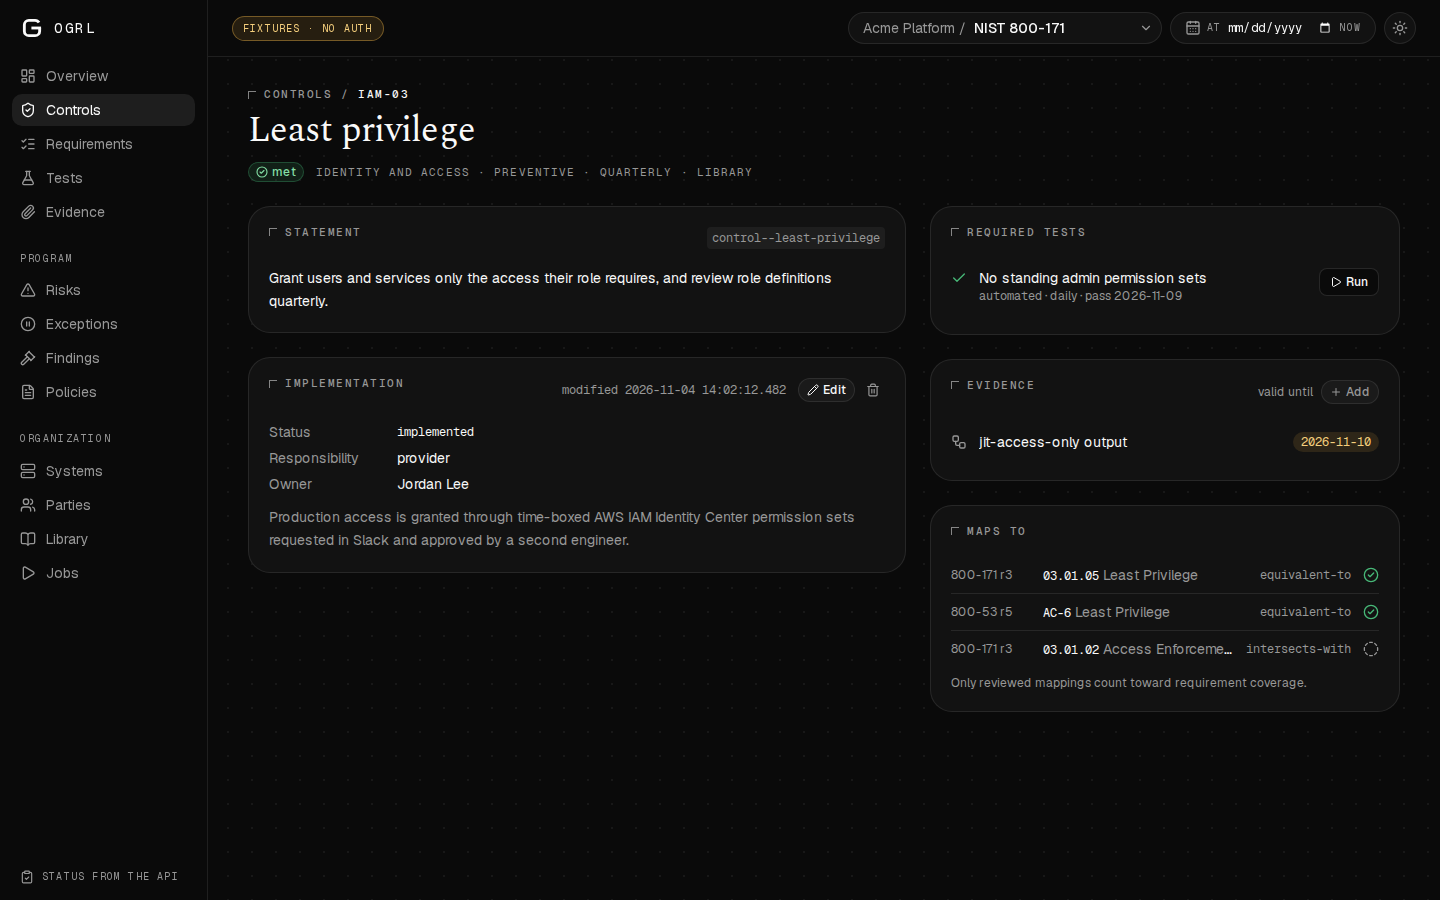 OGRL
FIXTURES · NO AUTH
Acme Platform / NIST 800-171
AT mm/dd/yyyy NOW
Overview
Controls
Requirements
Tests
Evidence
PROGRAM
Risks
Exceptions
Findings
Policies
ORGANIZATION
Systems
Parties
Library
Jobs
STATUS FROM THE API
CONTROLS / IAM-03
Least privilege
met IDENTITY AND ACCESS · PREVENTIVE · QUARTERLY · LIBRARY
STATEMENT
control--least-privilege
Grant users and services only the access their role requires, and review role definitions
quarterly.
IMPLEMENTATION
modified 2026-11-04 14:02:12.482 Edit
Status implemented
Responsibility provider
Owner Jordan Lee
Production access is granted through time-boxed AWS IAM Identity Center permission sets
requested in Slack and approved by a second engineer.
REQUIRED TESTS
No standing admin permission sets
automated · daily · pass 2026-11-09
Run
EVIDENCE
valid until + Add
jit-access-only output 2026-11-10
MAPS TO
800-171 r3 03.01.05 Least Privilege equivalent-to
800-53 r5 AC-6 Least Privilege equivalent-to
800-171 r3 03.01.02 Access Enforceme… intersects-with
Only reviewed mappings count toward requirement coverage.